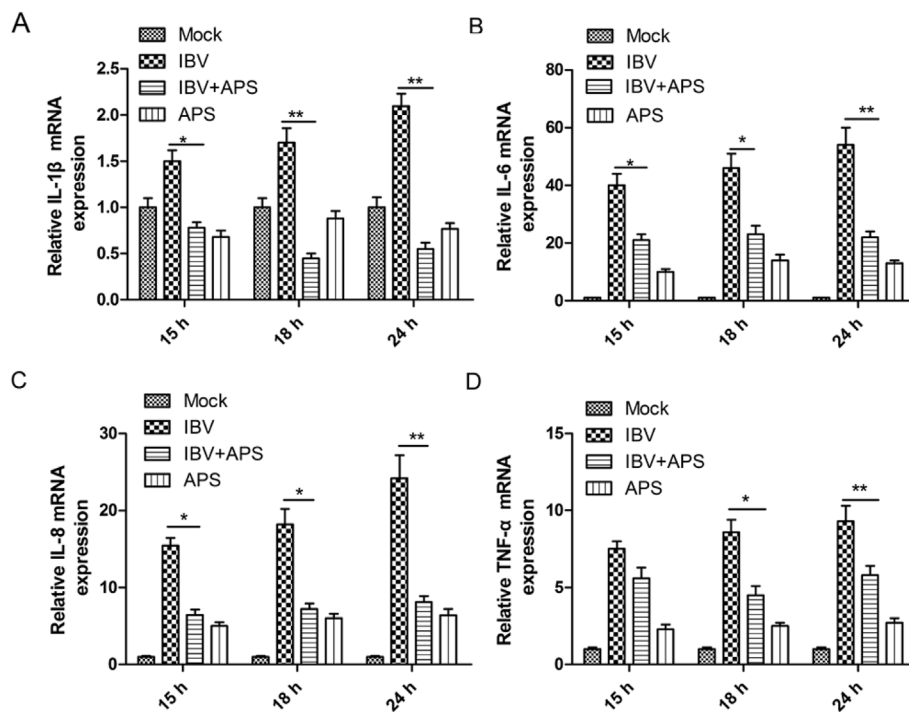 A
Mock
IBV
IBV+APS
APS
Relative IL-1β mRNA
expression
2.5
2.0
1.5
1.0
0.5
0.0
*
**
**
15 h
18 h
24 h
B
Mock
IBV
IBV+APS
APS
Relative IL-6 mRNA
expression
80
60
40
20
0
*
*
**
15 h
18 h
24 h
C
Mock
IBV
IBV+APS
APS
Relative IL-8 mRNA
expression
30
20
10
0
*
*
**
15 h
18 h
24 h
D
Mock
IBV
IBV+APS
APS
Relative TNF-α mRNA
expression
15
10
5
0
*
**
15 h
18 h
24 h